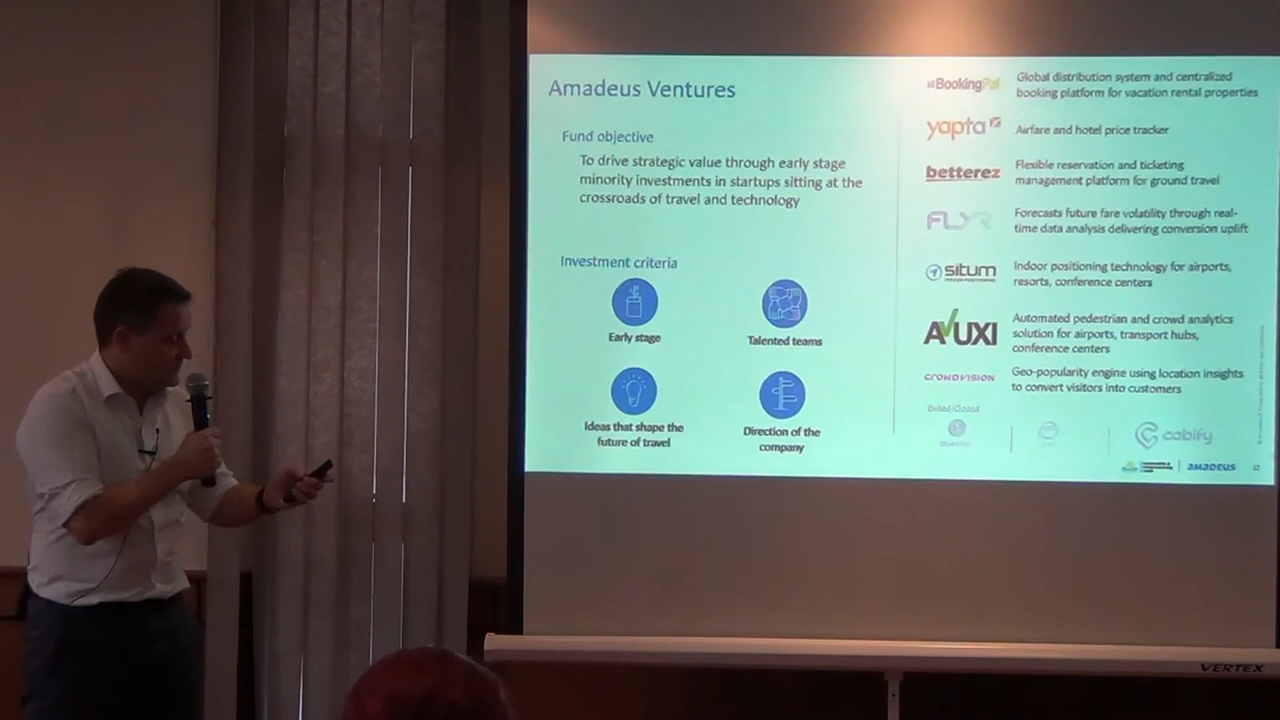 Amadeus Ventures
Fund objective
To drive strategic value through early stage
minority investments in startups sitting at the
crossroads of travel and technology
Investment criteria
Early stage
Talented teams
Ideas that shape the
future of travel
Direction of the
company
BookingPal
Global distribution system and centralized
booking platform for vacation rental properties
yapta
Airfare and hotel price tracker
betterez
Flexible reservation and ticketing
management platform for ground travel
FLYR
Forecasts future fare volatility through real-
time data analysis delivering conversion uplift
situm
INDOOR POSITIONING
Indoor positioning technology for airports,
resorts, conference centers
AVUXI
Automated pedestrian and crowd analytics
solution for airports, transport hubs,
conference centers
CROWDVISION
Geo-popularity engine using location insights
to convert visitors into customers
cabify
amadeus
VERTEX